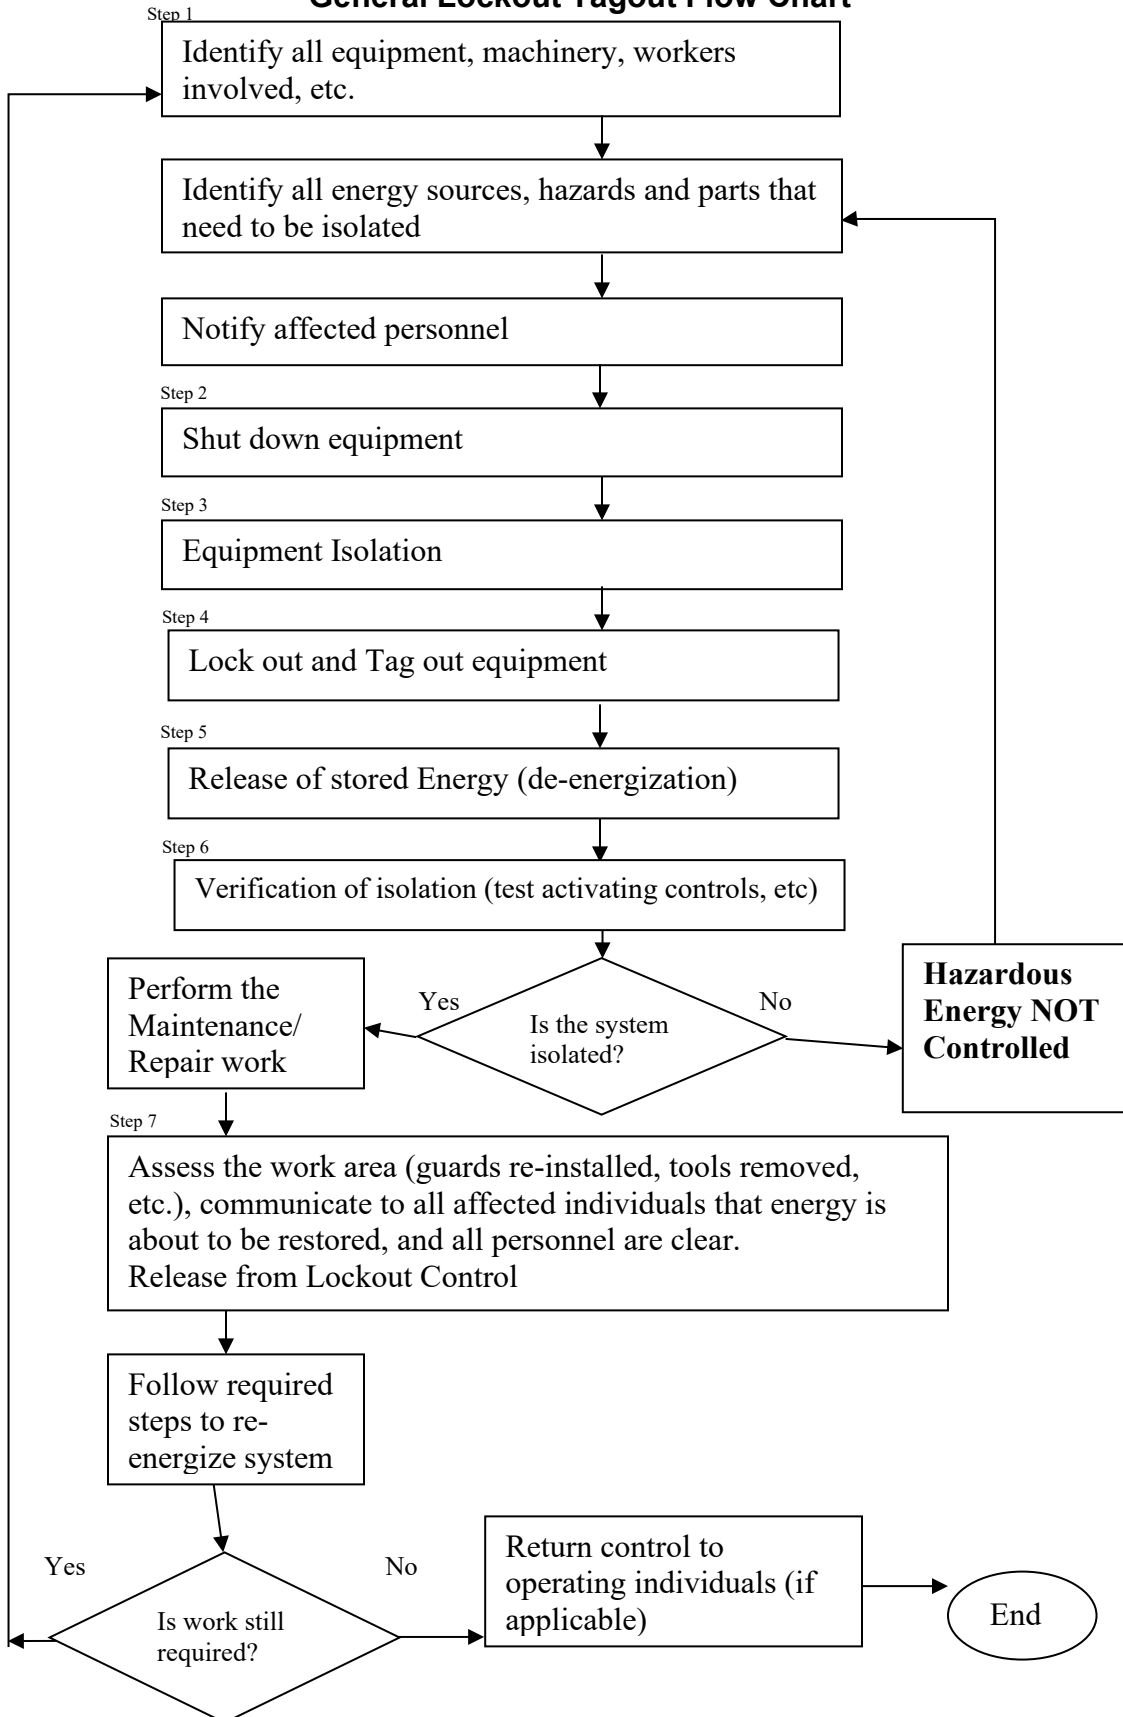 General Lockout Tagout Flow Chart
Step 1
Identify all equipment, machinery, workers
involved, etc.
Identify all energy sources, hazards and parts that
need to be isolated
Notify affected personnel
Step 2
Shut down equipment
Step 3
Equipment Isolation
Step 4
Lock out and Tag out equipment
Step 5
Release of stored Energy (de-energization)
Step 6
Verification of isolation (test activating controls, etc)
Perform the
Maintenance/
Repair work
Yes
Is the system
isolated?
No
Hazardous
Energy NOT
Controlled
Step 7
Assess the work area (guards re-installed, tools removed,
etc.), communicate to all affected individuals that energy is
about to be restored, and all personnel are clear.
Release from Lockout Control
Follow required
steps to re-
energize system
Yes
Is work still
required?
No
Return control to
operating individuals (if
applicable)
End